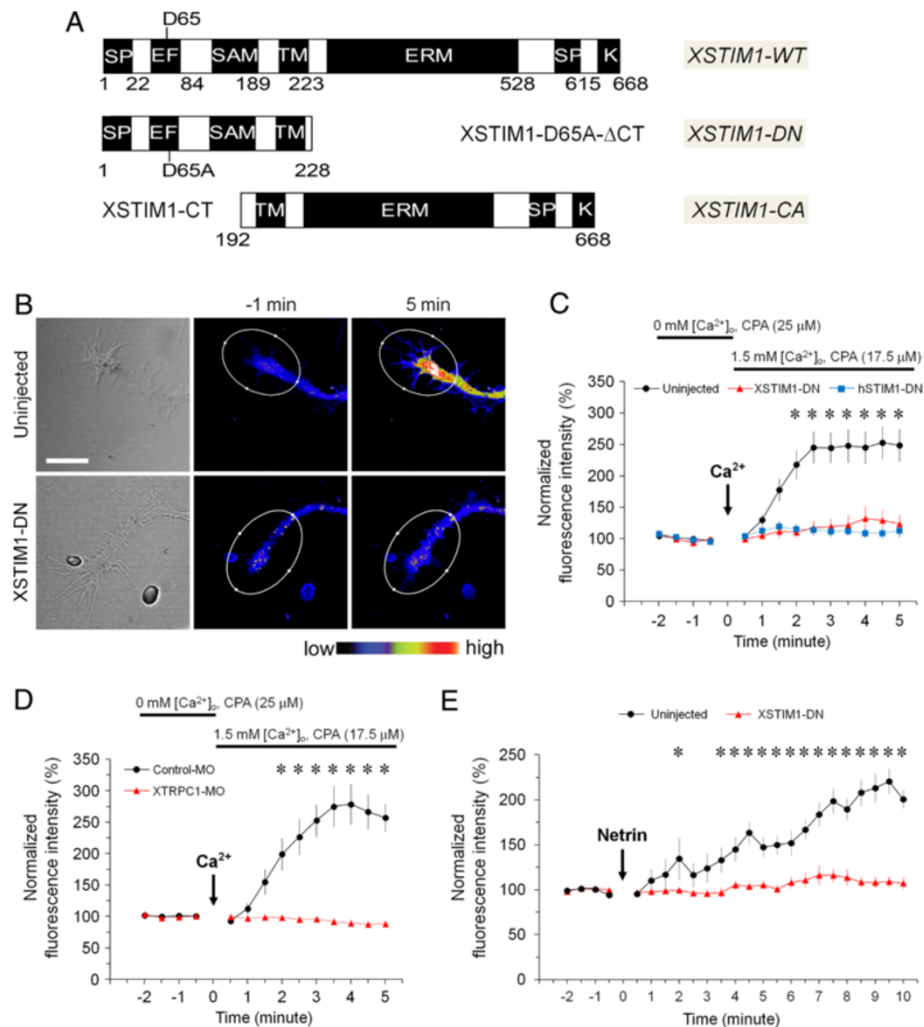 A
D65
SP EF SAM TM ERM SP K
1 22 84 189 223 528 615 668
XSTIM1-WT
SP EF SAM TM
D65A
1 228
XSTIM1-D65A-ΔCT
XSTIM1-DN
XSTIM1-CT
TM ERM SP K
192 668
XSTIM1-CA
B
-1 min 5 min
Uninjected
XSTIM1-DN
low high
C
0 mM [Ca²⁺]ₒ, CPA (25 μM)
1.5 mM [Ca²⁺]ₒ, CPA (17.5 μM)
Uninjected XSTIM1-DN hSTIM1-DN
* * * * * * *
Ca²⁺
Normalized
fluorescence intensity (%)
350
300
250
200
150
100
50
0
-2 -1 0 1 2 3 4 5
Time (minute)
D
0 mM [Ca²⁺]ₒ, CPA (25 μM)
1.5 mM [Ca²⁺]ₒ, CPA (17.5 μM)
Control-MO
XTRPC1-MO
* * * * * * *
Ca²⁺
Normalized
fluorescence intensity (%)
350
300
250
200
150
100
50
0
-2 -1 0 1 2 3 4 5
Time (minute)
E
Uninjected XSTIM1-DN
* * * * * * * * * * * * * * *
Netrin
Normalized
fluorescence intensity (%)
250
200
150
100
50
0
-2 -1 0 1 2 3 4 5 6 7 8 9 10
Time (minute)